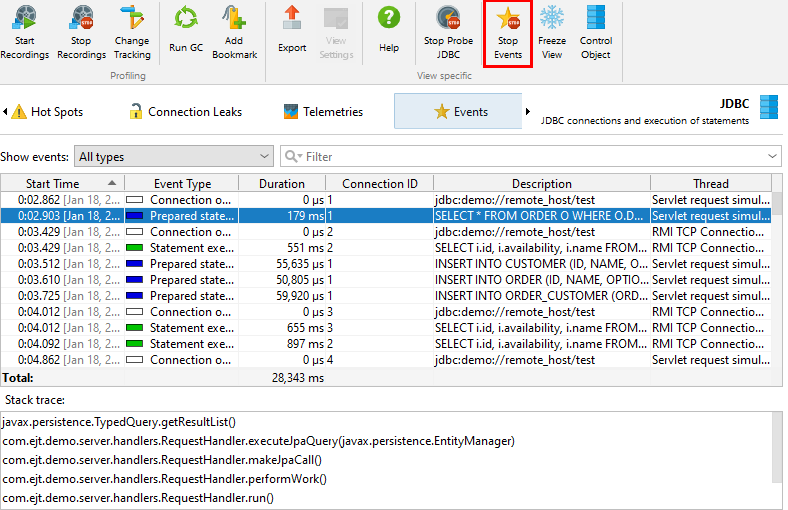 Start Recordings
Stop Recordings
Change Tracking
Run GC
Add Bookmark
Export
View Settings
Help
Stop Probe JDBC
Stop Events
Freeze View
Control Object
Profiling
View specific
Hot Spots
Connection Leaks
Telemetries
Events
JDBC
JDBC connections and execution of statements
Show events: All types Filter
Start Time Event Type Duration Connection ID Description Thread
0:02.862 [Jan 18, 2... Connection o... 0 µs 1 jdbc:demo://remote_host/test Servlet request simul...
0:02.903 [Jan 18, 2... Prepared state... 179 ms 1 SELECT * FROM ORDER O WHERE O.D... Servlet request simul...
0:03.429 [Jan 18, 2... Connection o... 0 µs 2 jdbc:demo://remote_host/test RMI TCP Connectio...
0:03.429 [Jan 18, 2... Statement exe... 551 ms 2 SELECT i.id, i.availability, i.name FROM... RMI TCP Connectio...
0:03.512 [Jan 18, 2... Prepared state... 55,635 µs 1 INSERT INTO CUSTOMER (ID, NAME, O... Servlet request simul...
0:03.610 [Jan 18, 2... Prepared state... 50,805 µs 1 INSERT INTO ORDER (ID, NAME, OPTIO... Servlet request simul...
0:03.725 [Jan 18, 2... Prepared state... 59,920 µs 1 INSERT INTO ORDER_CUSTOMER (ORD... Servlet request simul...
0:04.012 [Jan 18, 2... Connection o... 0 µs 3 jdbc:demo://remote_host/test RMI TCP Connectio...
0:04.012 [Jan 18, 2... Statement exe... 655 ms 3 SELECT i.id, i.availability, i.name FROM... RMI TCP Connectio...
0:04.092 [Jan 18, 2... Statement exe... 897 ms 2 SELECT i.id, i.availability, i.name FROM... RMI TCP Connectio...
0:04.862 [Jan 18, 2... Connection o... 0 µs 4 jdbc:demo://remote_host/test Servlet request simul...
Total: 28,343 ms
Stack trace:
javax.persistence.TypedQuery.getResultList()
com.ejt.demo.server.handlers.RequestHandler.executeJpaQuery(javax.persistence.EntityManager)
com.ejt.demo.server.handlers.RequestHandler.makeJpaCall()
com.ejt.demo.server.handlers.RequestHandler.performWork()
com.ejt.demo.server.handlers.RequestHandler.run()